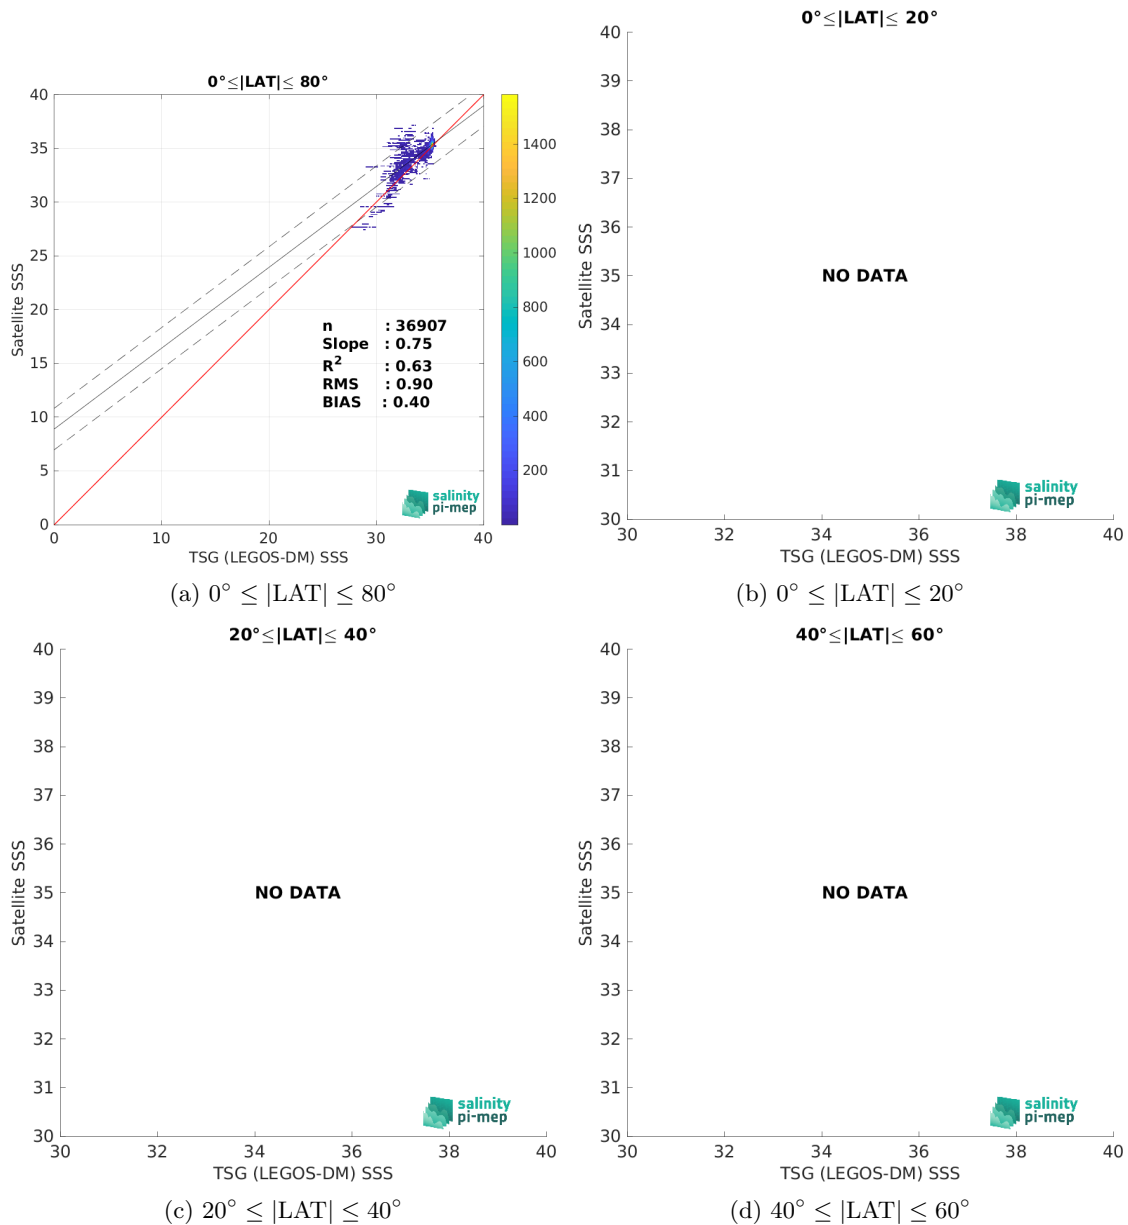 0°≤|LAT|≤ 80°
40
35
30
25
20
15
10
5
0
Satellite SSS
n : 36907
Slope : 0.75
R² : 0.63
RMS : 0.90
BIAS : 0.40
salinity
pi-mep
0 10 20 30 40
TSG (LEGOS-DM) SSS
1400
1200
1000
800
600
400
200
(a) 0° ≤ |LAT| ≤ 80°
0°≤|LAT|≤ 20°
40
39
38
37
36
35
34
33
32
31
30
Satellite SSS
NO DATA
salinity
pi-mep
30 32 34 36 38 40
TSG (LEGOS-DM) SSS
(b) 0° ≤ |LAT| ≤ 20°
20°≤|LAT|≤ 40°
40
39
38
37
36
35
34
33
32
31
30
Satellite SSS
NO DATA
salinity
pi-mep
30 32 34 36 38 40
TSG (LEGOS-DM) SSS
(c) 20° ≤ |LAT| ≤ 40°
40°≤|LAT|≤ 60°
40
39
38
37
36
35
34
33
32
31
30
Satellite SSS
NO DATA
salinity
pi-mep
30 32 34 36 38 40
TSG (LEGOS-DM) SSS
(d) 40° ≤ |LAT| ≤ 60°